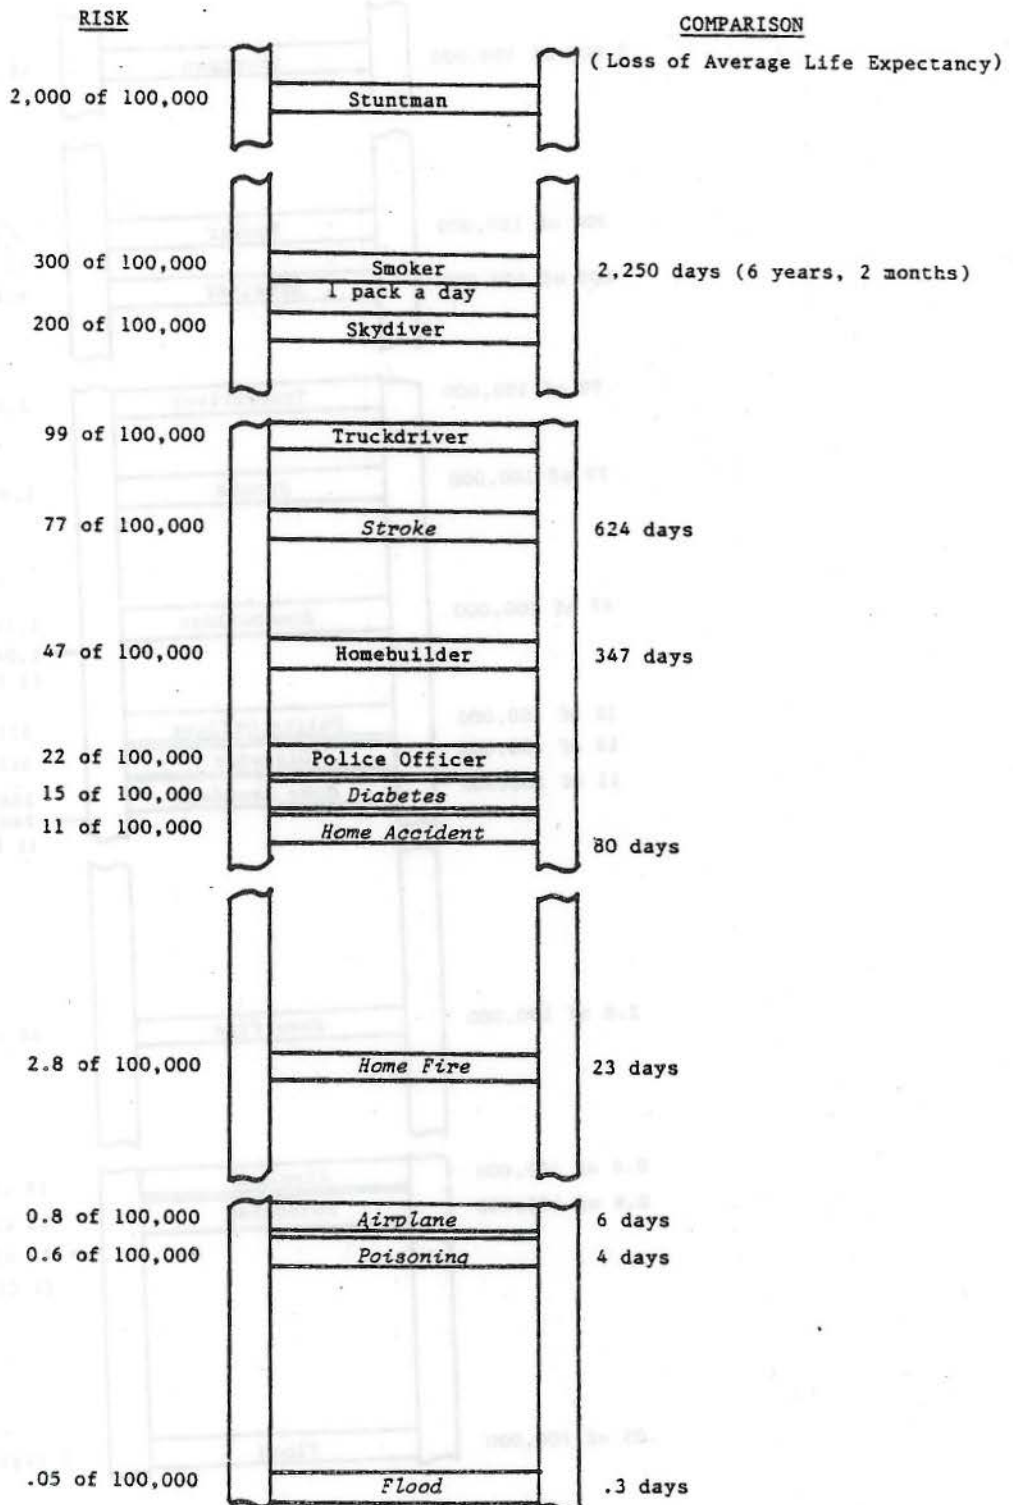 RISK
COMPARISON
(Loss of Average Life Expectancy)
2,000 of 100,000 Stuntman
300 of 100,000 Smoker 2,250 days (6 years, 2 months)
1 pack a day
200 of 100,000 Skydiver
99 of 100,000 Truckdriver
77 of 100,000 Stroke 624 days
47 of 100,000 Homebuilder 347 days
22 of 100,000 Police Officer
15 of 100,000 Diabetes
11 of 100,000 Home Accident 80 days
2.8 of 100,000 Home Fire 23 days
0.8 of 100,000 Airplane 6 days
0.6 of 100,000 Poisoning 4 days
.05 of 100,000 Flood .3 days